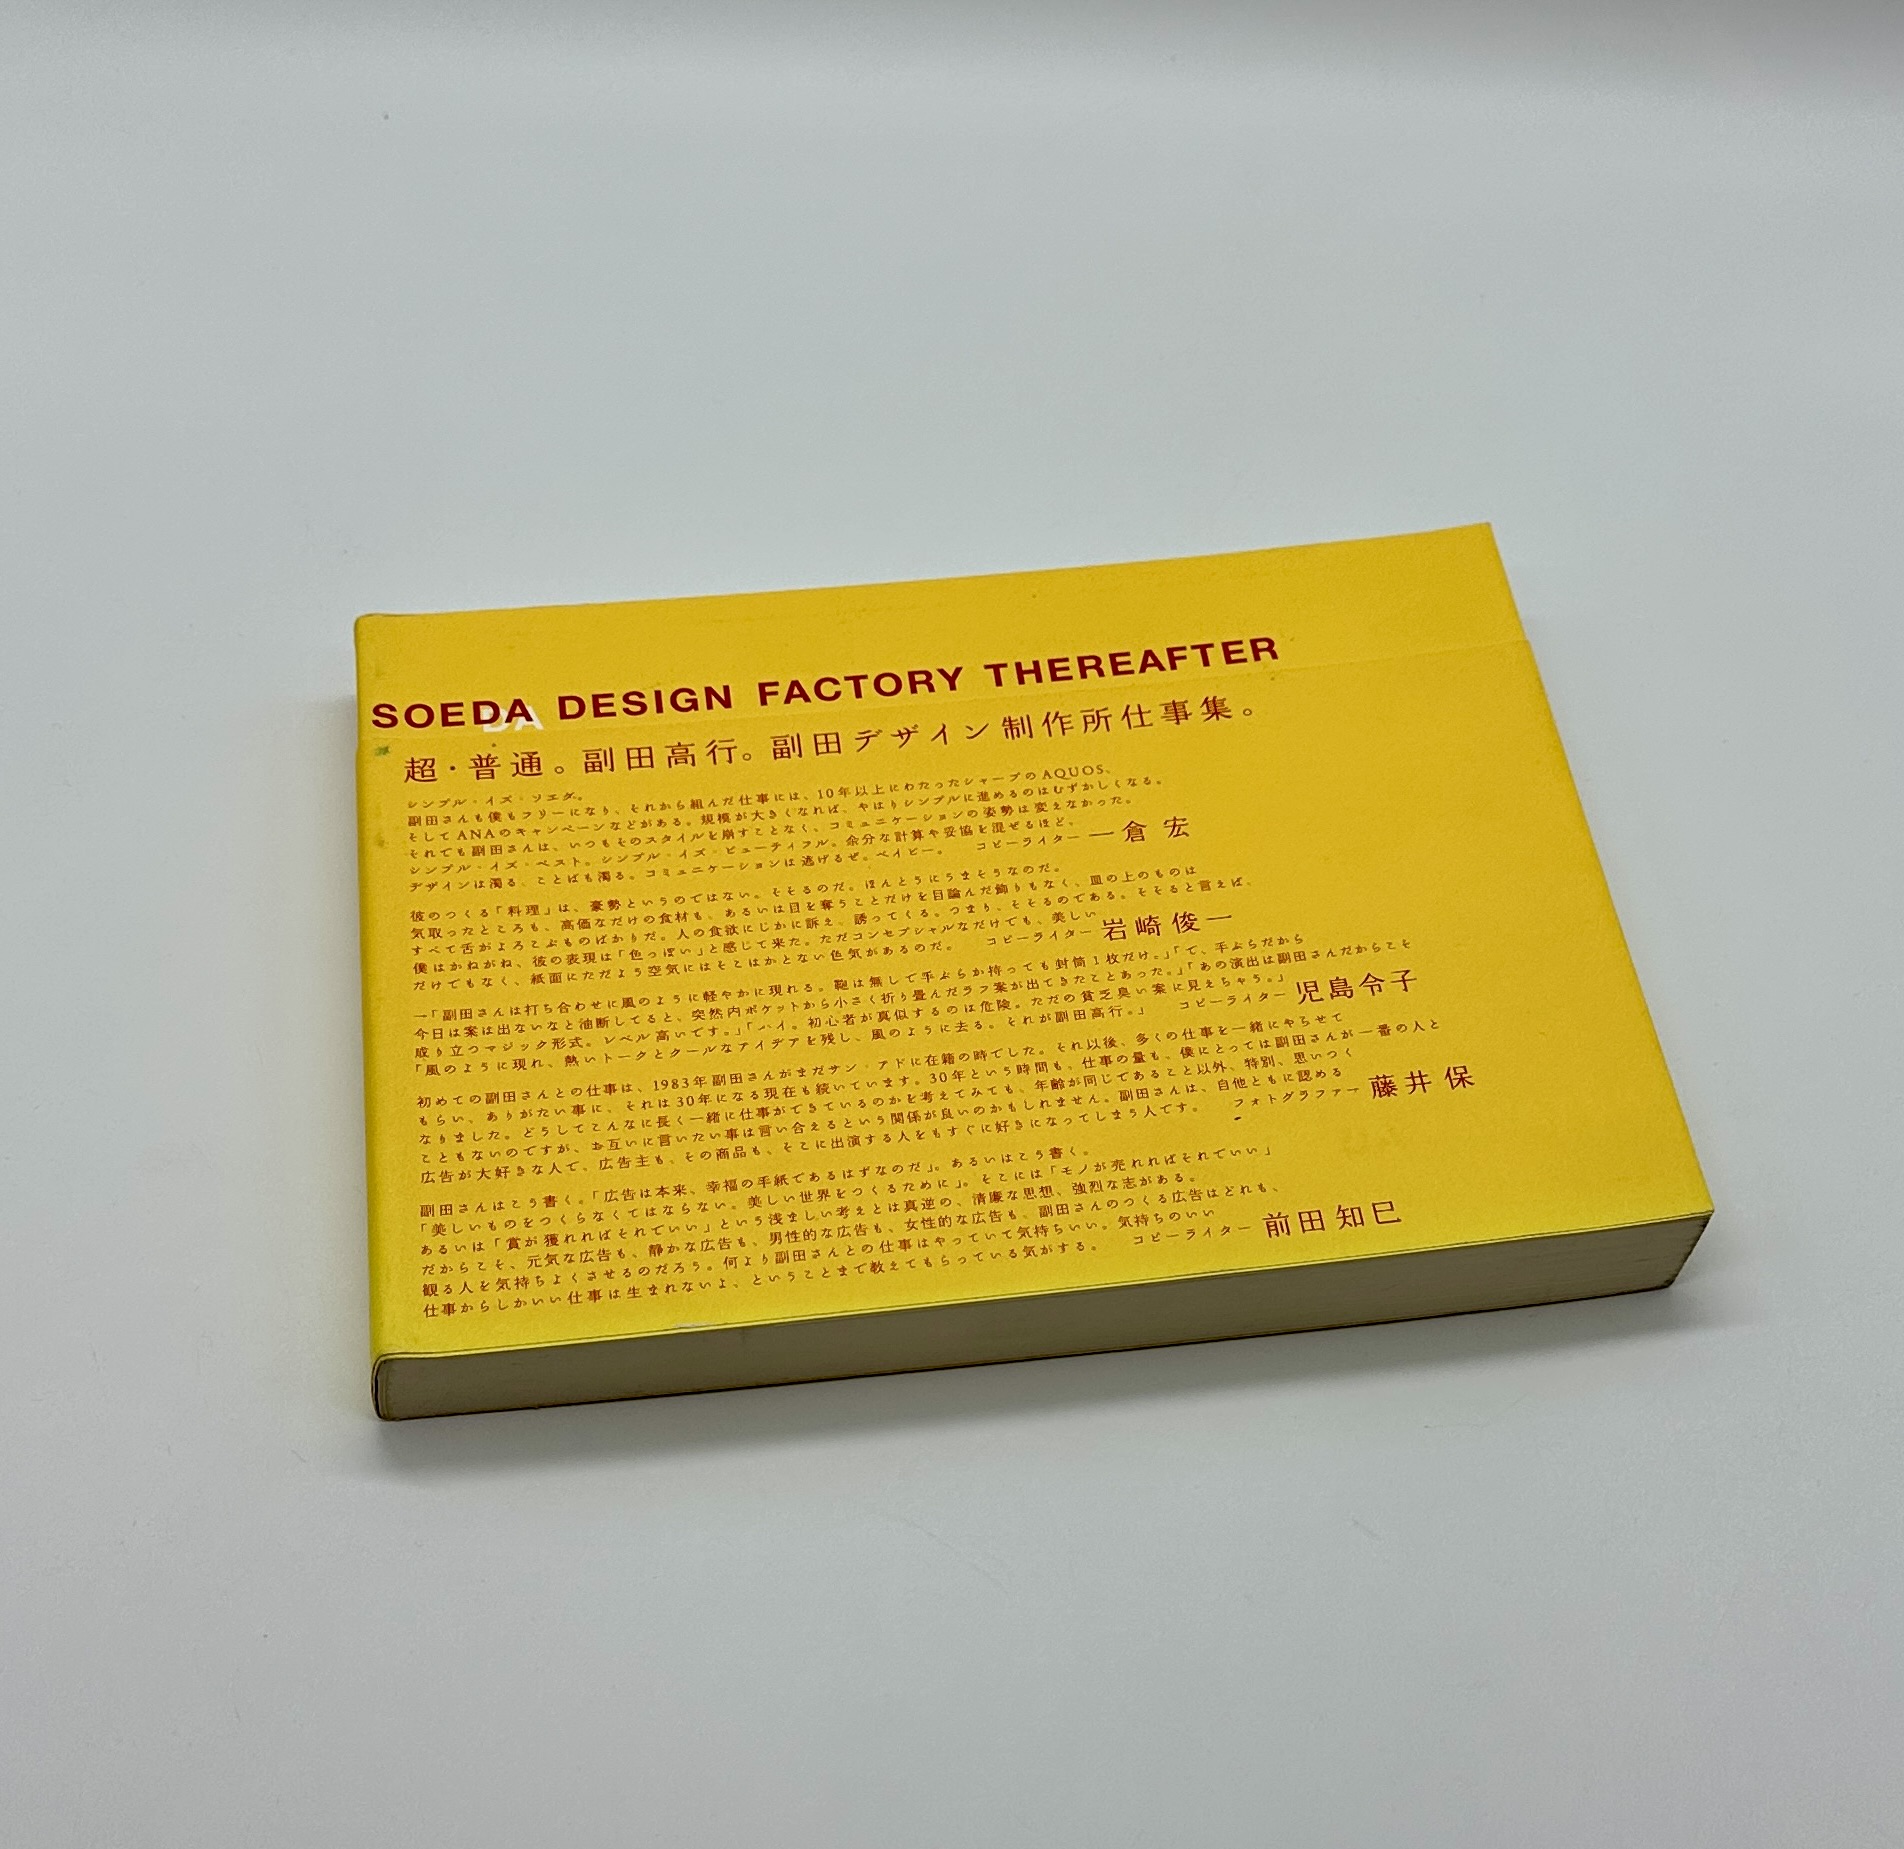 SOEDA DESIGN FACTORY THEREAFTER
DA
超・普通。副田高行。副田デザイン制作所仕事集。
シンプル・イズ・ソエダ。
副田さんも僕もフリーになり、それから組んだ仕事には、10年以上にわたったシャープのAQUOS、
そしてANAのキャンペーンなどがある。規模が大きくなれば、やはりシンプルに進めるのはむずかしくなる。
それでも副田さんは、いつもそのスタイルを崩すことなく、コミュニケーションの姿勢は変えなかった。
シンプル・イズ・ベスト。シンプル・イズ・ビューティフル。余分な計算や妥協を混ぜるほど、
デザインは濁る。ことばも濁る。コミュニケーションは逃げるぜ。ベイビー。 コピーライター 一倉 宏
彼のつくる「料理」は、豪勢というのではない。そそるのだ。ほんとうにうまそうなのだ。
気取ったところも、高価なだけの食材も、あるいは目を奪うことだけを目論んだ飾りもなく、皿の上のものは
すべて舌がよろこぶものばかりだ。人の食欲にじかに訴え、誘ってくる。つまり、そそるのである。そそると言えば、
僕はかねがね、彼の表現は「色っぽい」と感じて来た。ただコンセプシャルなだけでも、美しい
だけでもなく、紙面にただよう空気にはそこはかとない色気があるのだ。 コピーライター 岩崎俊一
一「副田さんは打ち合わせに風のように軽やかに現れる。鞄は無しで手ぶらか持っても封筒1枚だけ。」「で、手ぶらだから
今日は案は出ないなと油断してると、突然内ポケットから小さく折り畳んだラフ案が出てきたことあった。」「あの演出は副田さんだからこそ
成り立つマジック形式。レベル高いです。」「ハイ。初心者が真似するのは危険。ただの貧乏臭い案に見えちゃう。」
「風のように現れ、熱いトークとクールなアイデアを残し、風のように去る。それが副田高行。」 コピーライター 児島令子
初めての副田さんとの仕事は、1983年副田さんがまだサン・アドに在籍の時でした。それ以後、多くの仕事を一緒にやらせて
もらい、ありがたい事に、それは30年になる現在も続いています。30年という時間も、仕事の量も、僕にとっては副田さんが一番の人と
なりました。どうしてこんなに長く一緒に仕事ができているのかを考えてみても、年齢が同じであること以外、特別、思いつく
こともないのですが、お互いに言いたい事は言い合えるという関係が良いのかもしれません。副田さんは、自他ともに認める
広告が大好きな人で、広告主も、その商品も、そこに出演する人をもすぐに好きになってしまう人です。 フォトグラファー 藤井 保
副田さんはこう書く。「広告は本来、幸福の手紙であるはずなのだ」。あるいはこう書く。
「美しいものをつくらなくてはならない。美しい世界をつくるために」。そこには「モノが売れればそれでいい」
あるいは「賞が獲れればそれでいい」という浅ましい考えとは真逆の、清廉な思想、強烈な志がある。
だからこそ、元気な広告も、静かな広告も、男性的な広告も、女性的な広告も、副田さんのつくる広告はどれも、
観る人を気持ちよくさせるのだろう。何より副田さんとの仕事はやっていて気持ちいい。気持ちのいい
仕事からしかいい仕事は生まれないよ、ということまで教えてもらっている気がする。 コピーライター 前田知巳